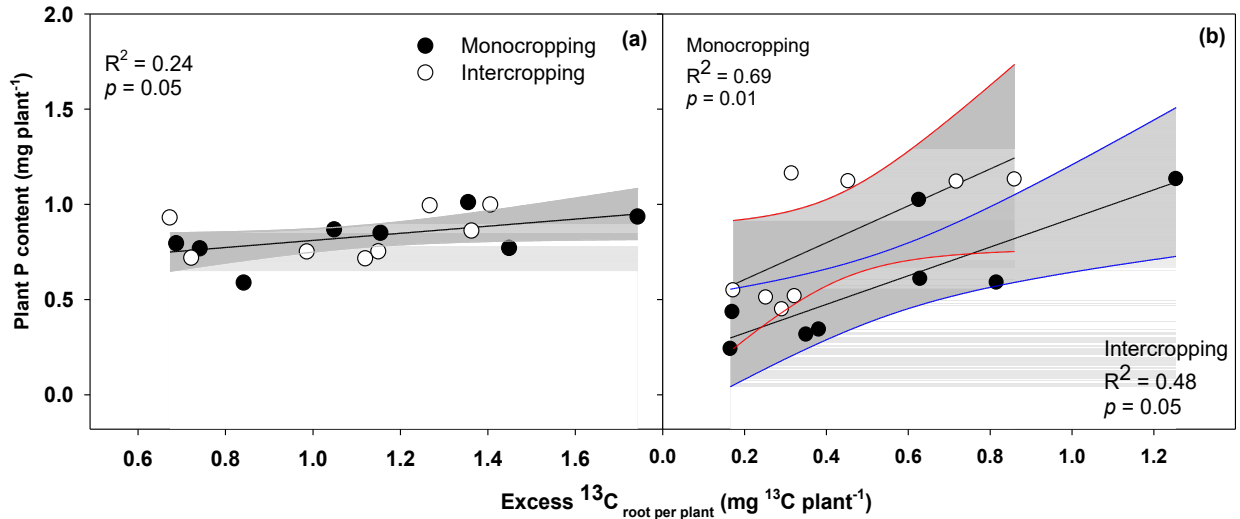 2.0
1.5
1.0
0.5
0.0
Plant P content (mg plant⁻¹)
(a)
R² = 0.24
p = 0.05
Monocropping
Intercropping
0.6 0.8 1.0 1.2 1.4 1.6
(b)
Monocropping
R² = 0.69
p = 0.01
Intercropping
R² = 0.48
p = 0.05
0.0 0.2 0.4 0.6 0.8 1.0 1.2
Excess ¹³C root per plant (mg ¹³C plant⁻¹)